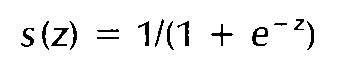 s(z) = 1/(1 + e⁻ᶻ)